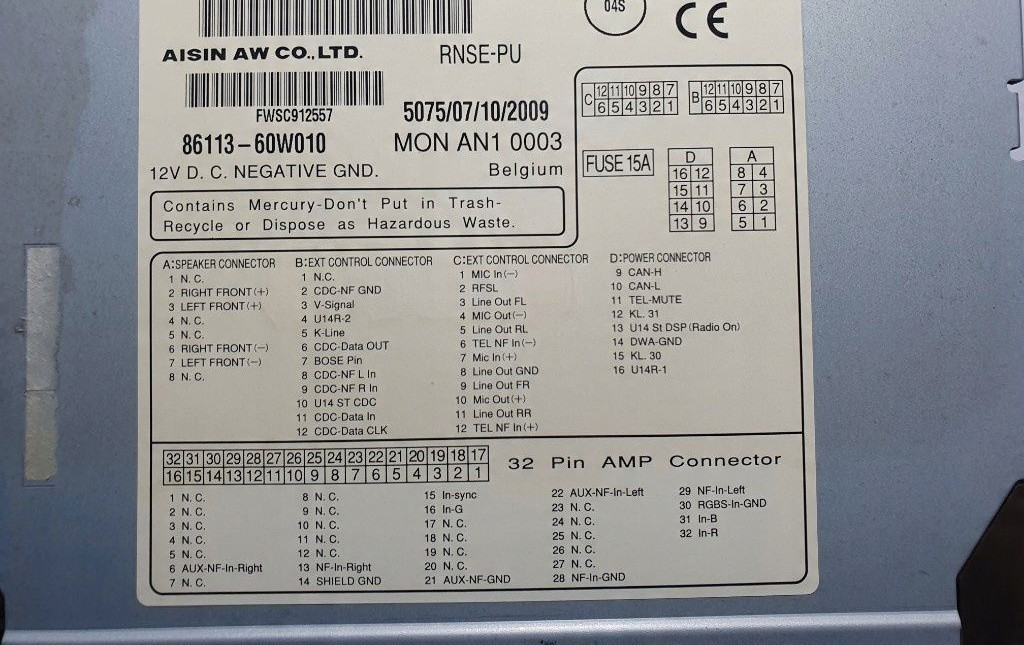 04S
CE
AISIN AW CO.,LTD.
RNSE-PU
FWSC912557
5075/07/10/2009
86113-60W010
MON AN1 0003
12V D. C. NEGATIVE GND.
Belgium
Contains Mercury-Don't Put in Trash-
Recycle or Dispose as Hazardous Waste.
C 12 11 10 9 8 7
6 5 4 3 2 1
B 12 11 10 9 8 7
6 5 4 3 2 1
FUSE 15A
D
16 12
15 11
14 10
13 9
A
8 4
7 3
6 2
5 1
A:SPEAKER CONNECTOR
1 N. C.
2 RIGHT FRONT(+)
3 LEFT FRONT(+)
4 N. C.
5 N. C.
6 RIGHT FRONT(-)
7 LEFT FRONT(-)
8 N. C.
B:EXT CONTROL CONNECTOR
1 N.C.
2 CDC-NF GND
3 V-Signal
4 U14R-2
5 K-Line
6 CDC-Data OUT
7 BOSE Pin
8 CDC-NF L In
9 CDC-NF R In
10 U14 ST CDC
11 CDC-Data In
12 CDC-Data CLK
C:EXT CONTROL CONNECTOR
1 MIC In(-)
2 RFSL
3 Line Out FL
4 MIC Out(-)
5 Line Out RL
6 TEL NF In(-)
7 Mic In(+)
8 Line Out GND
9 Line Out FR
10 Mic Out(+)
11 Line Out RR
12 TEL NF In(+)
D:POWER CONNECTOR
9 CAN-H
10 CAN-L
11 TEL-MUTE
12 KL. 31
13 U14 St DSP (Radio On)
14 DWA-GND
15 KL. 30
16 U14R-1
32 31 30 29 28 27 26 25 24 23 22 21 20 19 18 17
16 15 14 13 12 11 10 9 8 7 6 5 4 3 2 1
32 Pin AMP Connector
1 N. C.
2 N. C.
3 N. C.
4 N. C.
5 N. C.
6 AUX-NF-In-Right
7 N. C.
8 N. C.
9 N. C.
10 N. C.
11 N. C.
12 N. C.
13 NF-In-Right
14 SHIELD GND
15 In-sync
16 In-G
17 N. C.
18 N. C.
19 N. C.
20 N. C.
21 AUX-NF-GND
22 AUX-NF-In-Left
23 N. C.
24 N. C.
25 N. C.
26 N. C.
27 N. C.
28 NF-In-GND
29 NF-In-Left
30 RGBS-In-GND
31 In-B
32 In-R